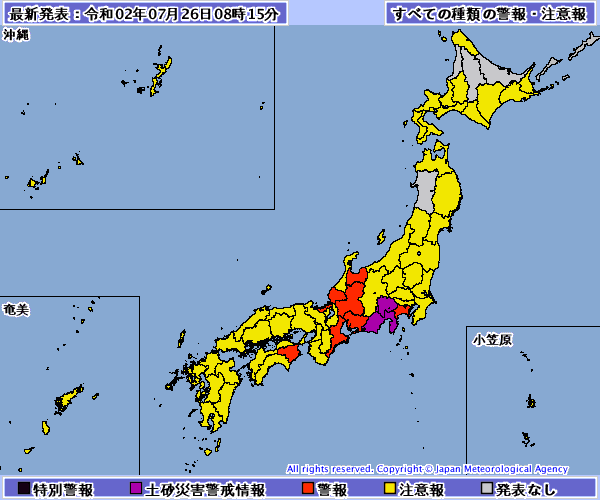 最新発表：令和02年07月26日08時15分
すべての種類の警報・注意報
沖縄
奄美
小笠原
All rights reserved. Copyright © Japan Meteorological Agency
特別警報 土砂災害警戒情報 警報 注意報 発表なし